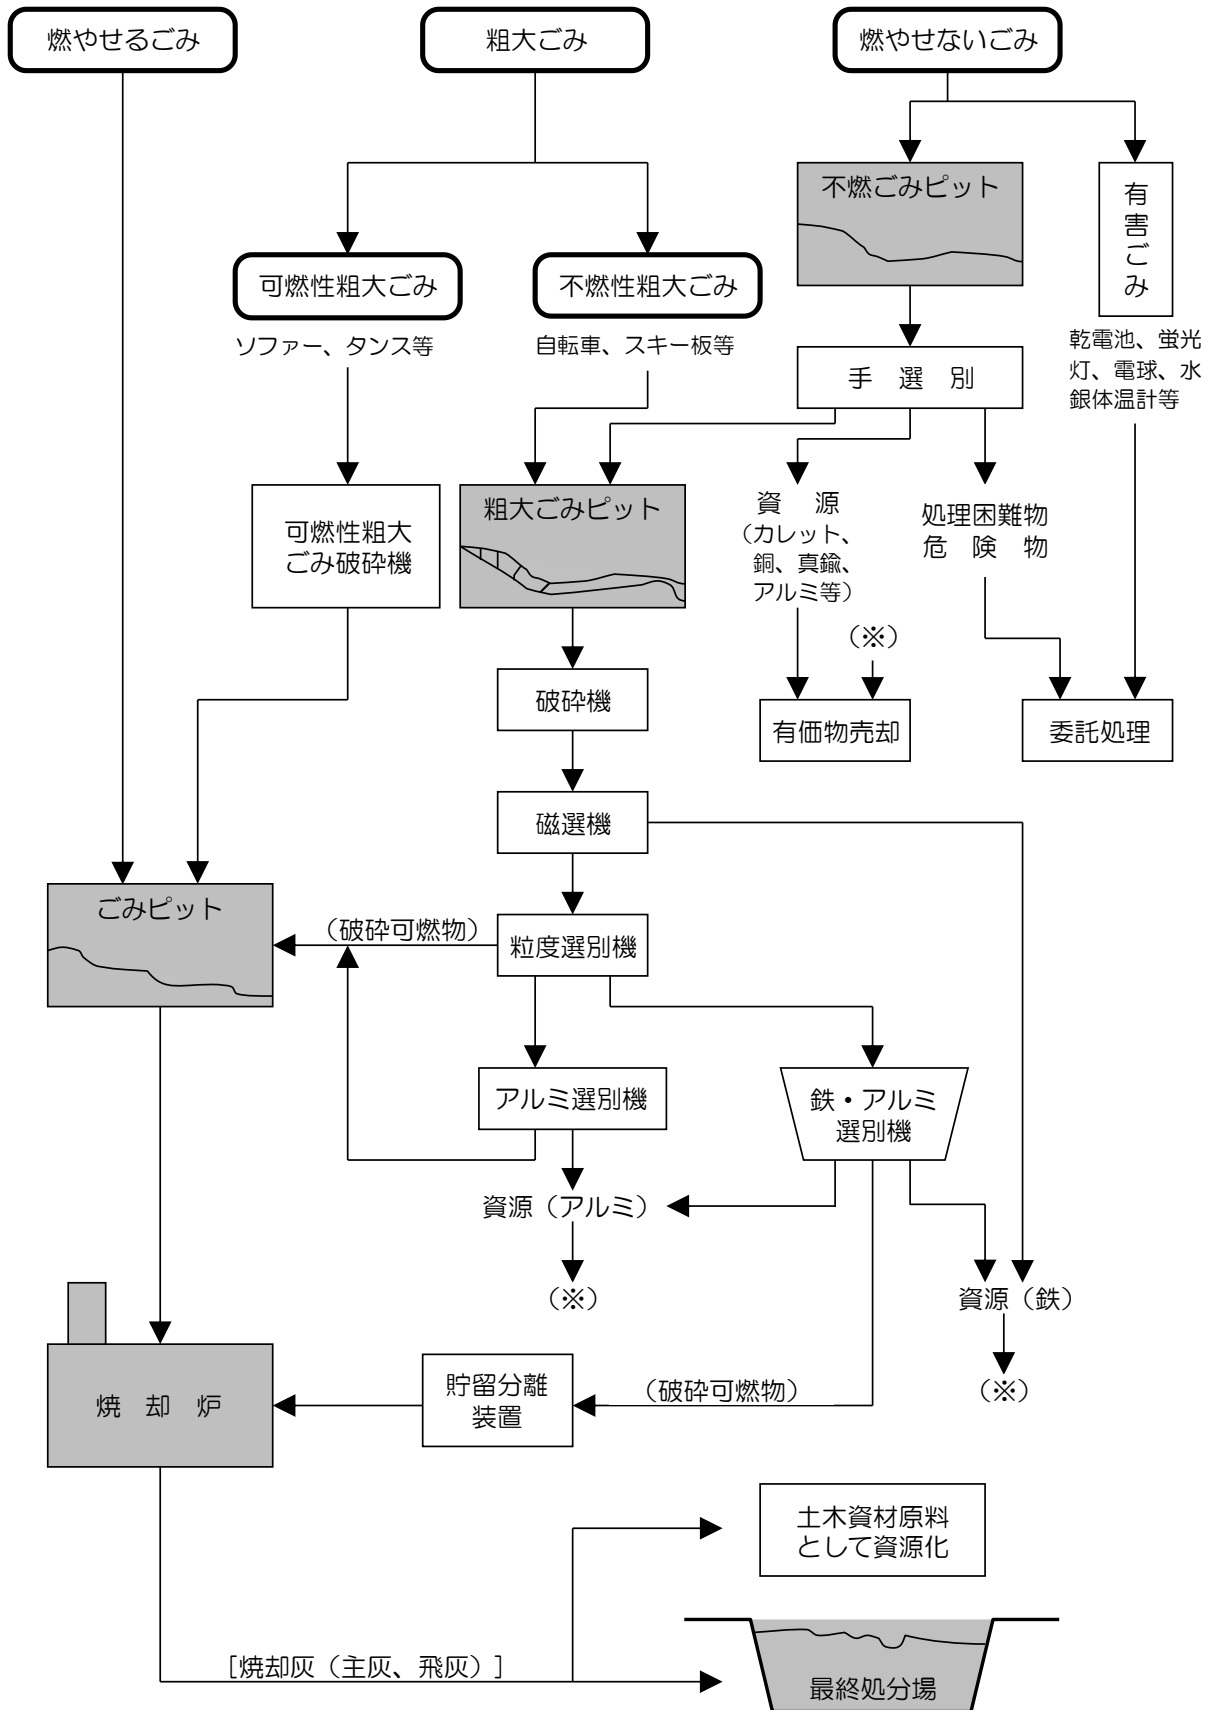 燃やせるごみ
粗大ごみ
燃やせないごみ
不燃ごみピット
有
害
ご
み
可燃性粗大ごみ
不燃性粗大ごみ
ソファー、タンス等
自転車、スキー板等
乾電池、蛍光
灯、電球、水
銀体温計等
手 選 別
可燃性粗大
ごみ破砕機
粗大ごみピット
資 源
（カレット、
銅、真鍮、
アルミ等）
処理困難物
危 険 物
（※）
破砕機
有価物売却
委託処理
磁選機
ごみピット
（破砕可燃物）
粒度選別機
アルミ選別機
鉄・アルミ
選別機
資源（アルミ）
（※）
資源（鉄）
（※）
焼 却 炉
貯留分離
装置
（破砕可燃物）
土木資材原料
として資源化
［焼却灰（主灰、飛灰）］
最終処分場